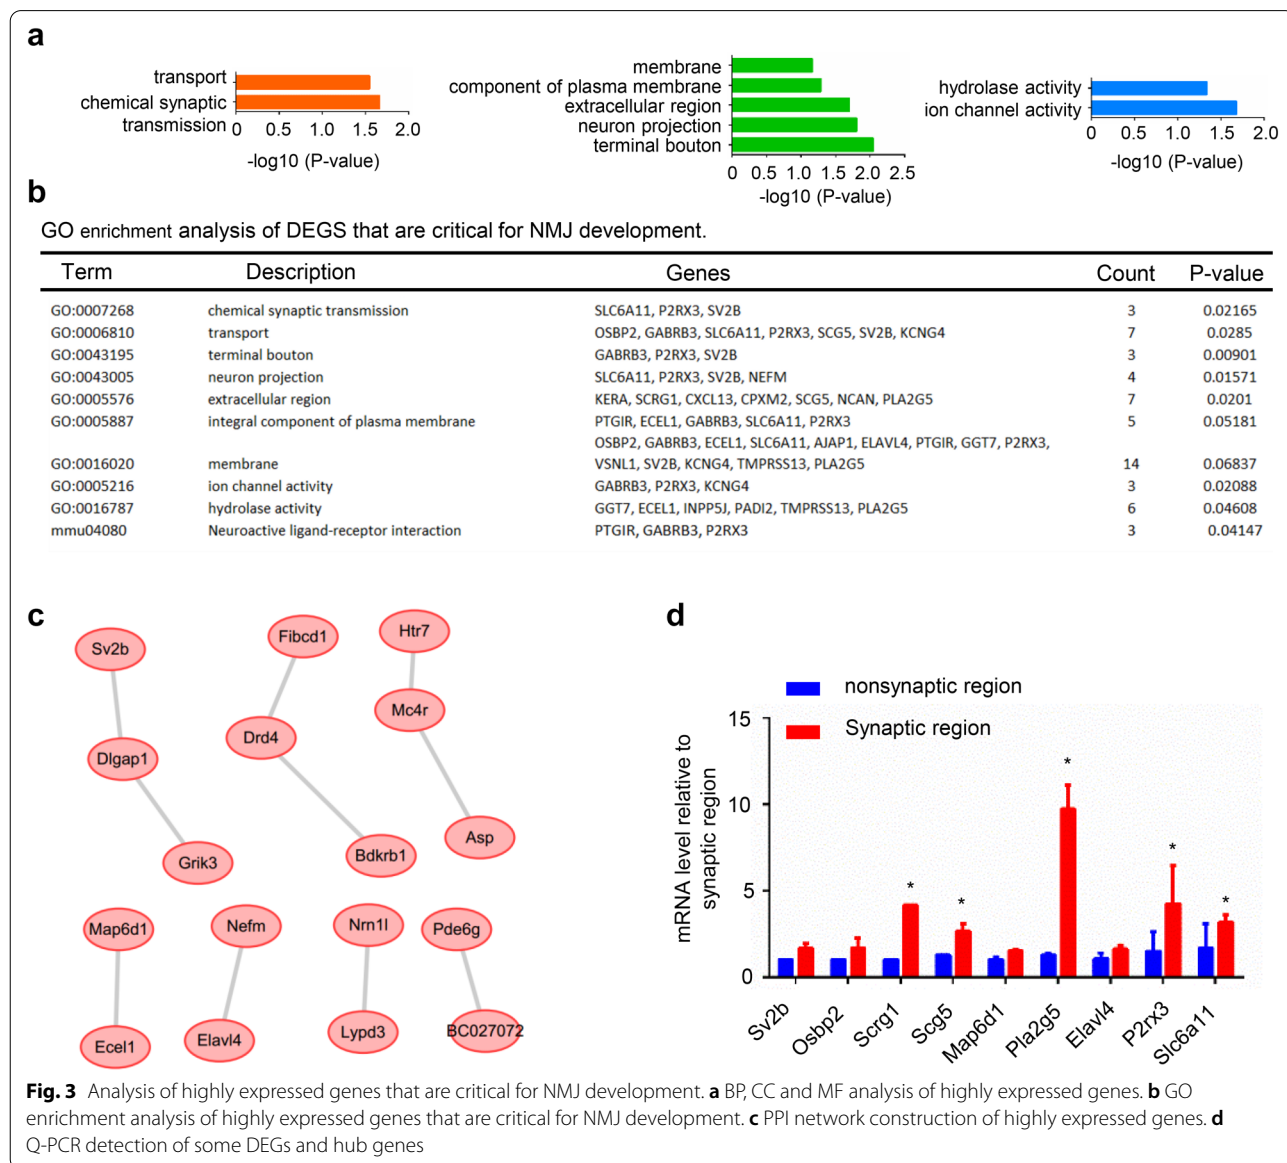 a
transport
chemical synaptic
transmission
0 0.5 1.0 1.5 2.0
-log10 (P-value)
membrane
component of plasma membrane
extracellular region
neuron projection
terminal bouton
0 0.5 1.0 1.5 2.0 2.5
-log10 (P-value)
hydrolase activity
ion channel activity
0 0.5 1.0 1.5 2.0
-log10 (P-value)
b
GO enrichment analysis of DEGS that are critical for NMJ development.
Term Description Genes Count P-value
GO:0007268 chemical synaptic transmission SLC6A11, P2RX3, SV2B 3 0.02165
GO:0006810 transport OSBP2, GABRB3, SLC6A11, P2RX3, SCG5, SV2B, KCNG4 7 0.0285
GO:0043195 terminal bouton GABRB3, P2RX3, SV2B 3 0.00901
GO:0043005 neuron projection SLC6A11, P2RX3, SV2B, NEFM 4 0.01571
GO:0005576 extracellular region KERA, SCRG1, CXCL13, CPXM2, SCG5, NCAN, PLA2G5 7 0.0201
GO:0005887 integral component of plasma membrane PTGIR, ECEL1, GABRB3, SLC6A11, P2RX3 5 0.05181
OSBP2, GABRB3, ECEL1, SLC6A11, AJAP1, ELAVL4, PTGIR, GGT7, P2RX3,
GO:0016020 membrane VSNL1, SV2B, KCNG4, TMPRSS13, PLA2G5 14 0.06837
GO:0005216 ion channel activity GABRB3, P2RX3, KCNG4 3 0.02088
GO:0016787 hydrolase activity GGT7, ECEL1, INPP5J, PADI2, TMPRSS13, PLA2G5 6 0.04608
mmu04080 Neuroactive ligand-receptor interaction PTGIR, GABRB3, P2RX3 3 0.04147
c
Sv2b
Dlgap1
Grik3
Fibcd1
Drd4
Bdkrb1
Htr7
Mc4r
Asp
Map6d1
Ecel1
Nefm
Elavl4
Nrn1l
Lypd3
Pde6g
BC027072
d
nonsynaptic region
Synaptic region
mRNA level relative to
synaptic region
15
10
5
0
* * * * *
Sv2b
Osbp2
Scrg1
Scg5
Map6d1
Pla2g5
Elavl4
P2rx3
Slc6a11
Fig. 3 Analysis of highly expressed genes that are critical for NMJ development. a BP, CC and MF analysis of highly expressed genes. b GO
enrichment analysis of highly expressed genes that are critical for NMJ development. c PPI network construction of highly expressed genes. d
Q-PCR detection of some DEGs and hub genes